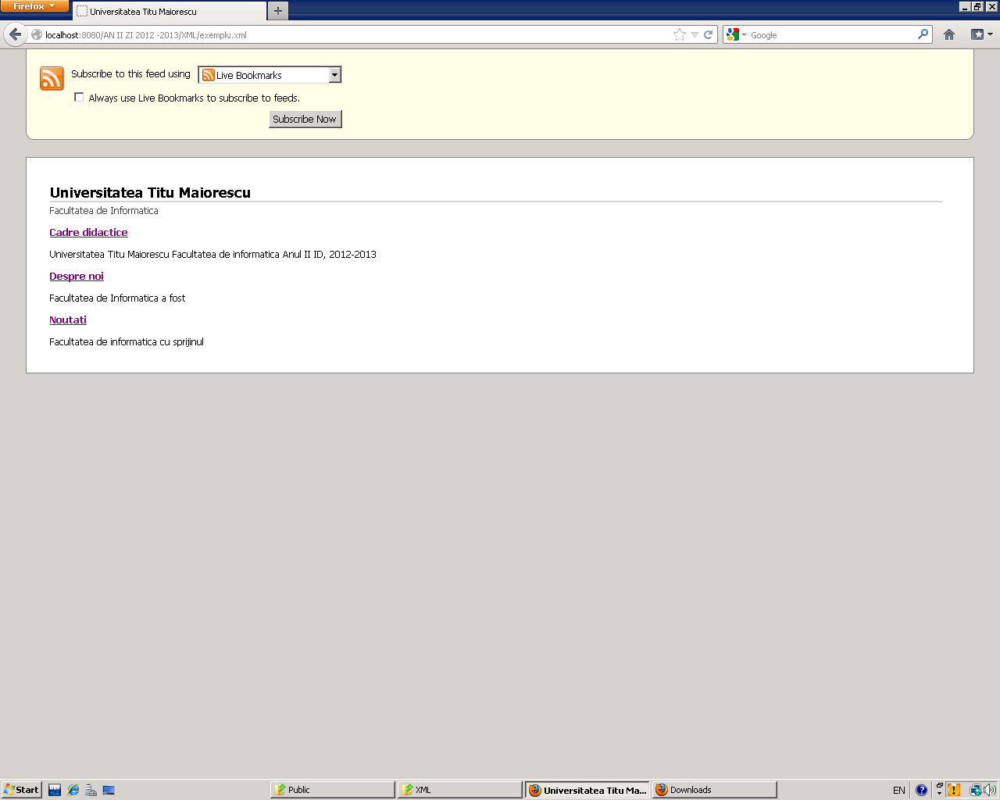 Firefox
Universitatea Titu Maiorescu
localhost:8080/AN II ZI 2012 -2013/XML/exemplu.xml
Google
Subscribe to this feed using
Live Bookmarks
Always use Live Bookmarks to subscribe to feeds.
Subscribe Now
Universitatea Titu Maiorescu
Facultatea de Informatica
Cadre didactice
Universitatea Titu Maiorescu Facultatea de informatica Anul II ID, 2012-2013
Despre noi
Facultatea de Informatica a fost
Noutati
Facultatea de informatica cu sprijinul
Start
Public
XML
Universitatea Titu Ma...
Downloads
EN